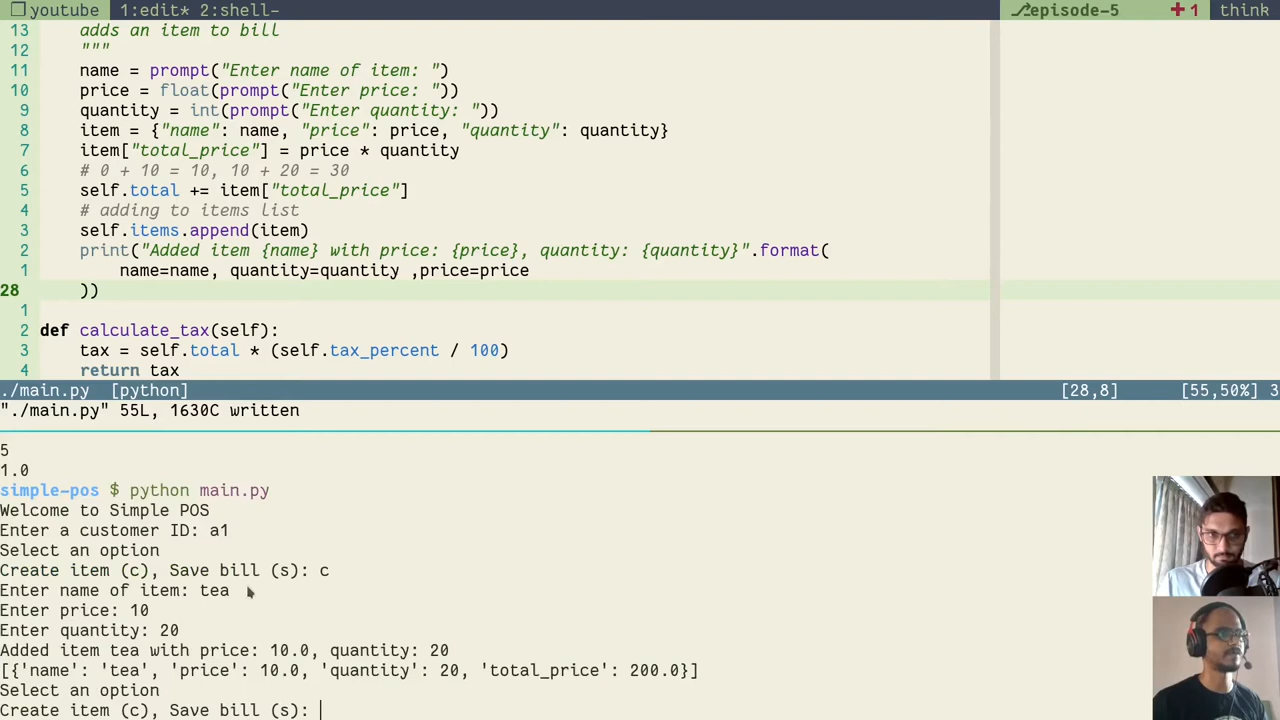 ❐ youtube 1:edit* 2:shell- ⎇episode-5 ✚ 1 think
13 adds an item to bill
12 """
11 name = prompt("Enter name of item: ")
10 price = float(prompt("Enter price: "))
9 quantity = int(prompt("Enter quantity: "))
8 item = {"name": name, "price": price, "quantity": quantity}
7 item["total_price"] = price * quantity
6 # 0 + 10 = 10, 10 + 20 = 30
5 self.total += item["total_price"]
4 # adding to items list
3 self.items.append(item)
2 print("Added item {name} with price: {price}, quantity: {quantity}".format(
1 name=name, quantity=quantity ,price=price
28 ))
1
2 def calculate_tax(self):
3 tax = self.total * (self.tax_percent / 100)
4 return tax
./main.py [python] [28,8] [55,50%] 3
"./main.py" 55L, 1630C written
5
1.0
simple-pos $ python main.py
Welcome to Simple POS
Enter a customer ID: a1
Select an option
Create item (c), Save bill (s): c
Enter name of item: tea
Enter price: 10
Enter quantity: 20
Added item tea with price: 10.0, quantity: 20
[{'name': 'tea', 'price': 10.0, 'quantity': 20, 'total_price': 200.0}]
Select an option
Create item (c), Save bill (s):